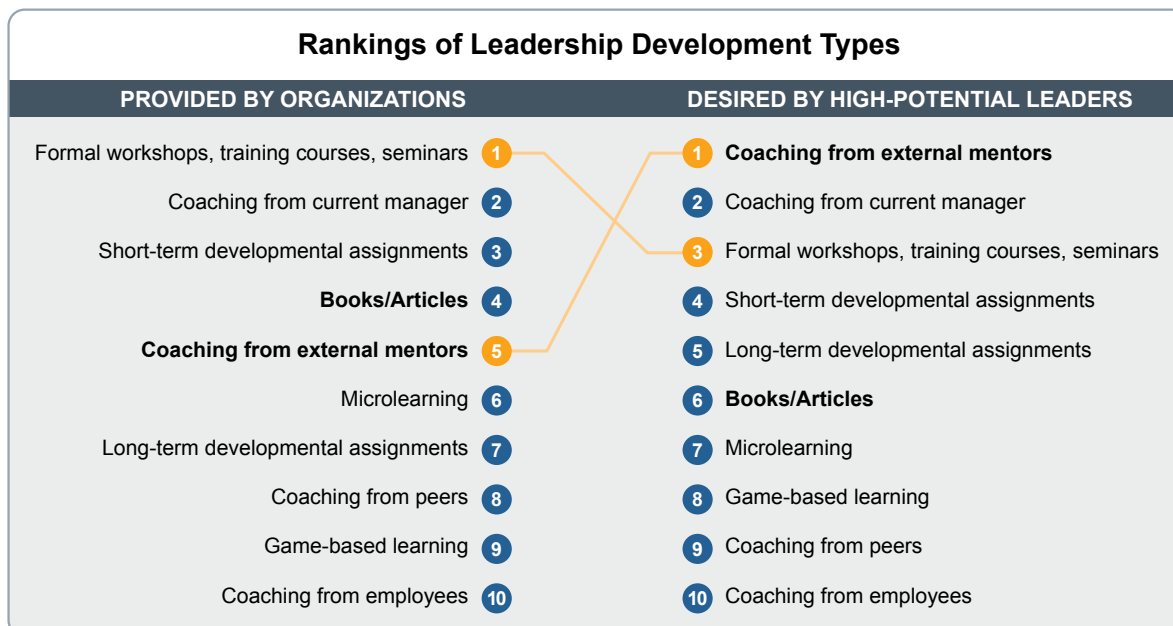 Rankings of Leadership Development Types
PROVIDED BY ORGANIZATIONS
DESIRED BY HIGH-POTENTIAL LEADERS
Formal workshops, training courses, seminars 1
Coaching from current manager 2
Short-term developmental assignments 3
Books/Articles 4
Coaching from external mentors 5
Microlearning 6
Long-term developmental assignments 7
Coaching from peers 8
Game-based learning 9
Coaching from employees 10
1 Coaching from external mentors
2 Coaching from current manager
3 Formal workshops, training courses, seminars
4 Short-term developmental assignments
5 Long-term developmental assignments
6 Books/Articles
7 Microlearning
8 Game-based learning
9 Coaching from peers
10 Coaching from employees